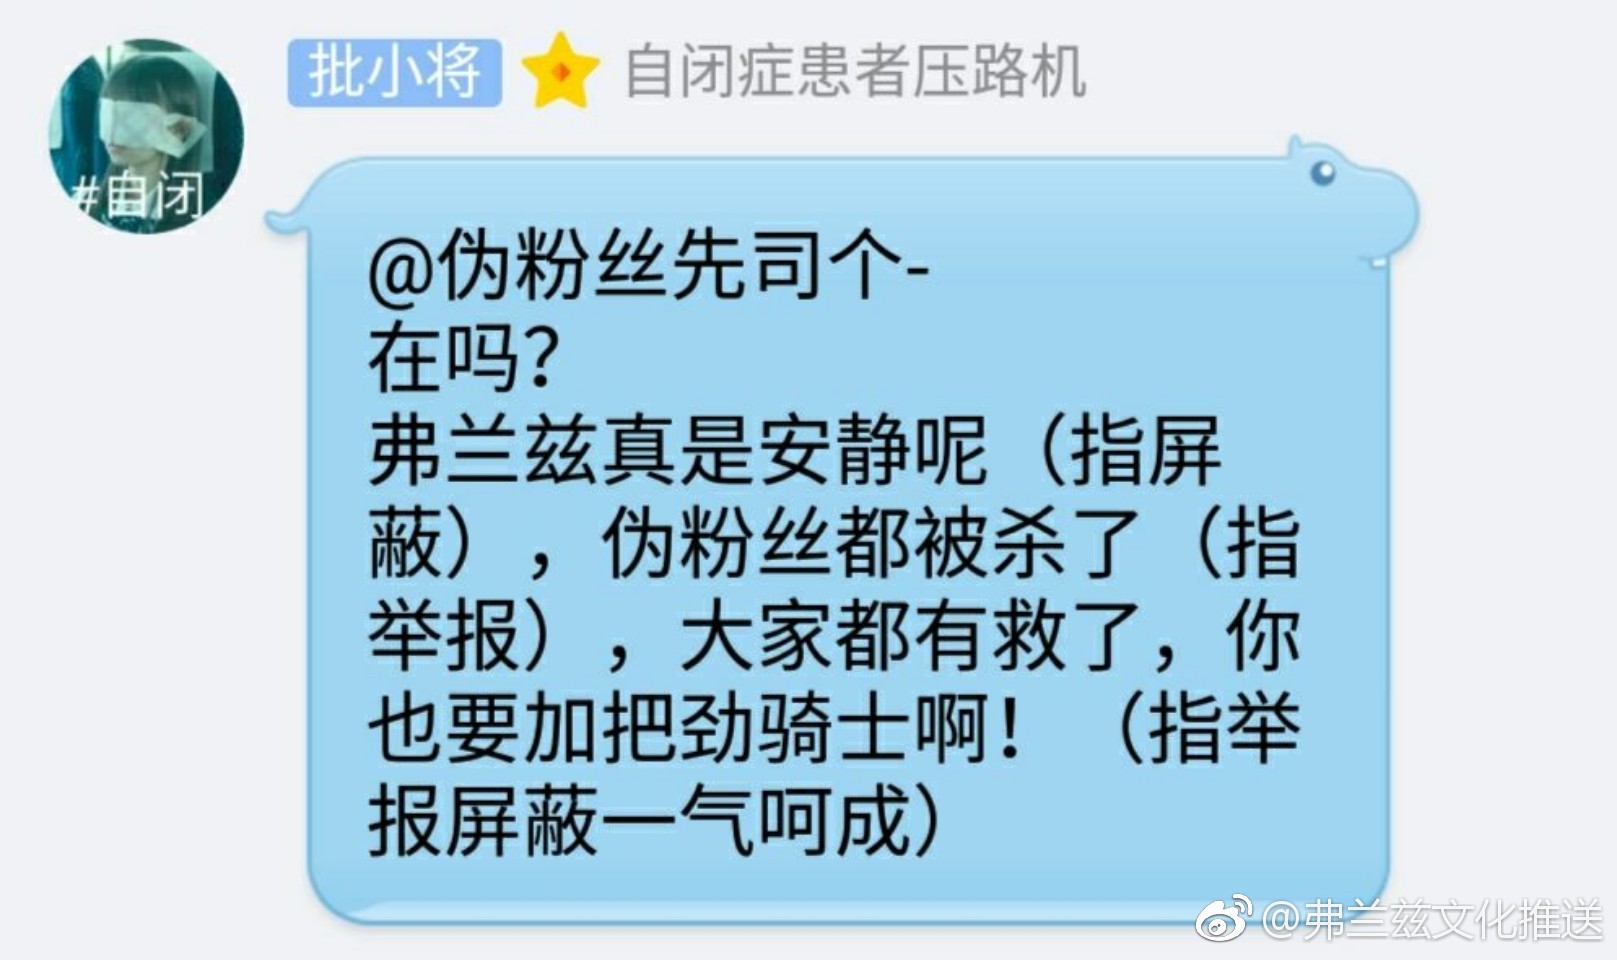 批小将 自闭症患者压路机
#自闭
@伪粉丝先司个-
在吗？
弗兰兹真是安静呢（指屏
蔽），伪粉丝都被杀了（指
举报），大家都有救了，你
也要加把劲骑士啊！（指举
报屏蔽一气呵成）
@弗兰兹文化推送